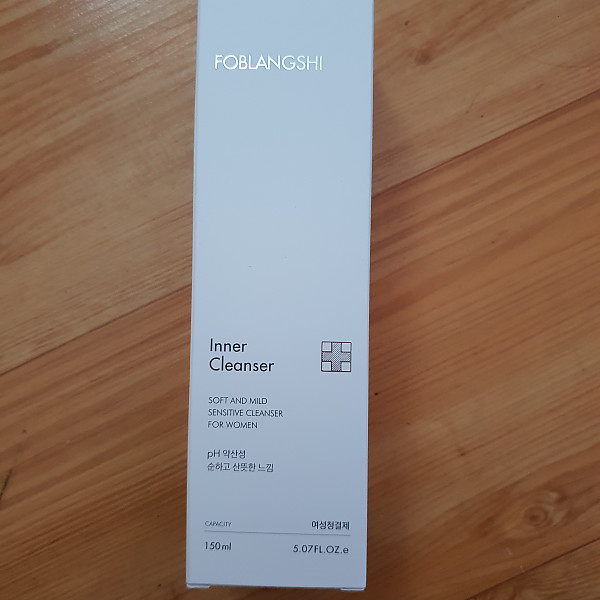 FOBLANGSHI
Inner
Cleanser
SOFT AND MILD
SENSITIVE CLEANSER
FOR WOMEN
pH 약산성
순하고 산뜻한 느낌
CAPACITY 여성청결제
150ml 5.07FL.OZ.e